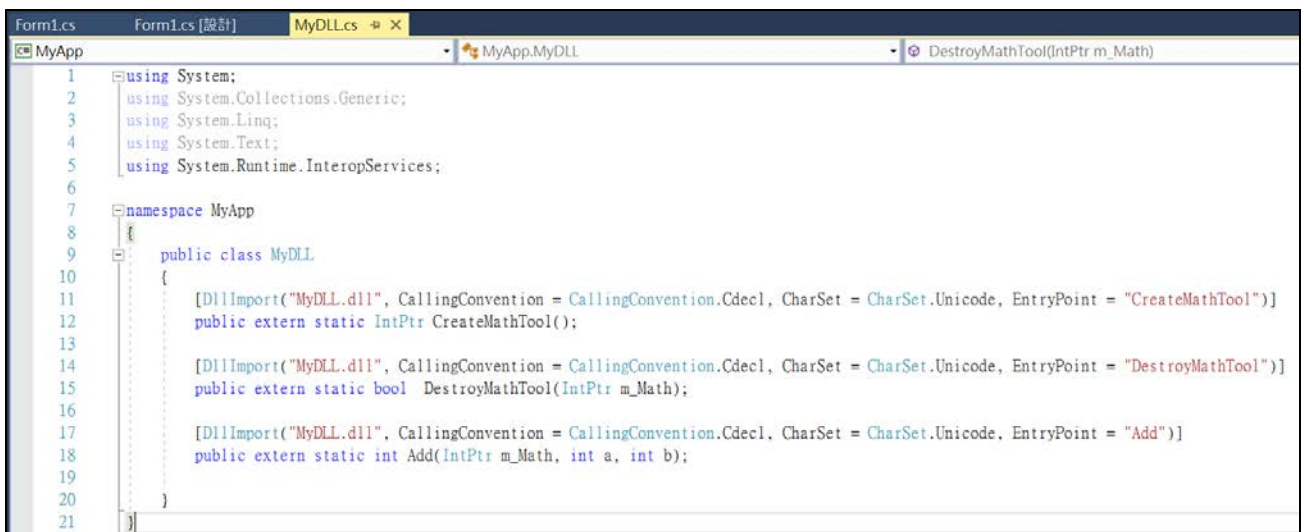 Form1.cs Form1.cs [設計] MyDLL.cs
MyApp MyApp.MyDLL DestroyMathTool(IntPtr m_Math)
1 using System;
2 using System.Collections.Generic;
3 using System.Linq;
4 using System.Text;
5 using System.Runtime.InteropServices;
6
7 namespace MyApp
8 {
9 public class MyDLL
10 {
11 [DllImport("MyDLL.dll", CallingConvention = CallingConvention.Cdecl, CharSet = CharSet.Unicode, EntryPoint = "CreateMathTool")]
12 public extern static IntPtr CreateMathTool();
13
14 [DllImport("MyDLL.dll", CallingConvention = CallingConvention.Cdecl, CharSet = CharSet.Unicode, EntryPoint = "DestroyMathTool")]
15 public extern static bool DestroyMathTool(IntPtr m_Math);
16
17 [DllImport("MyDLL.dll", CallingConvention = CallingConvention.Cdecl, CharSet = CharSet.Unicode, EntryPoint = "Add")]
18 public extern static int Add(IntPtr m_Math, int a, int b);
19
20 }
21 }